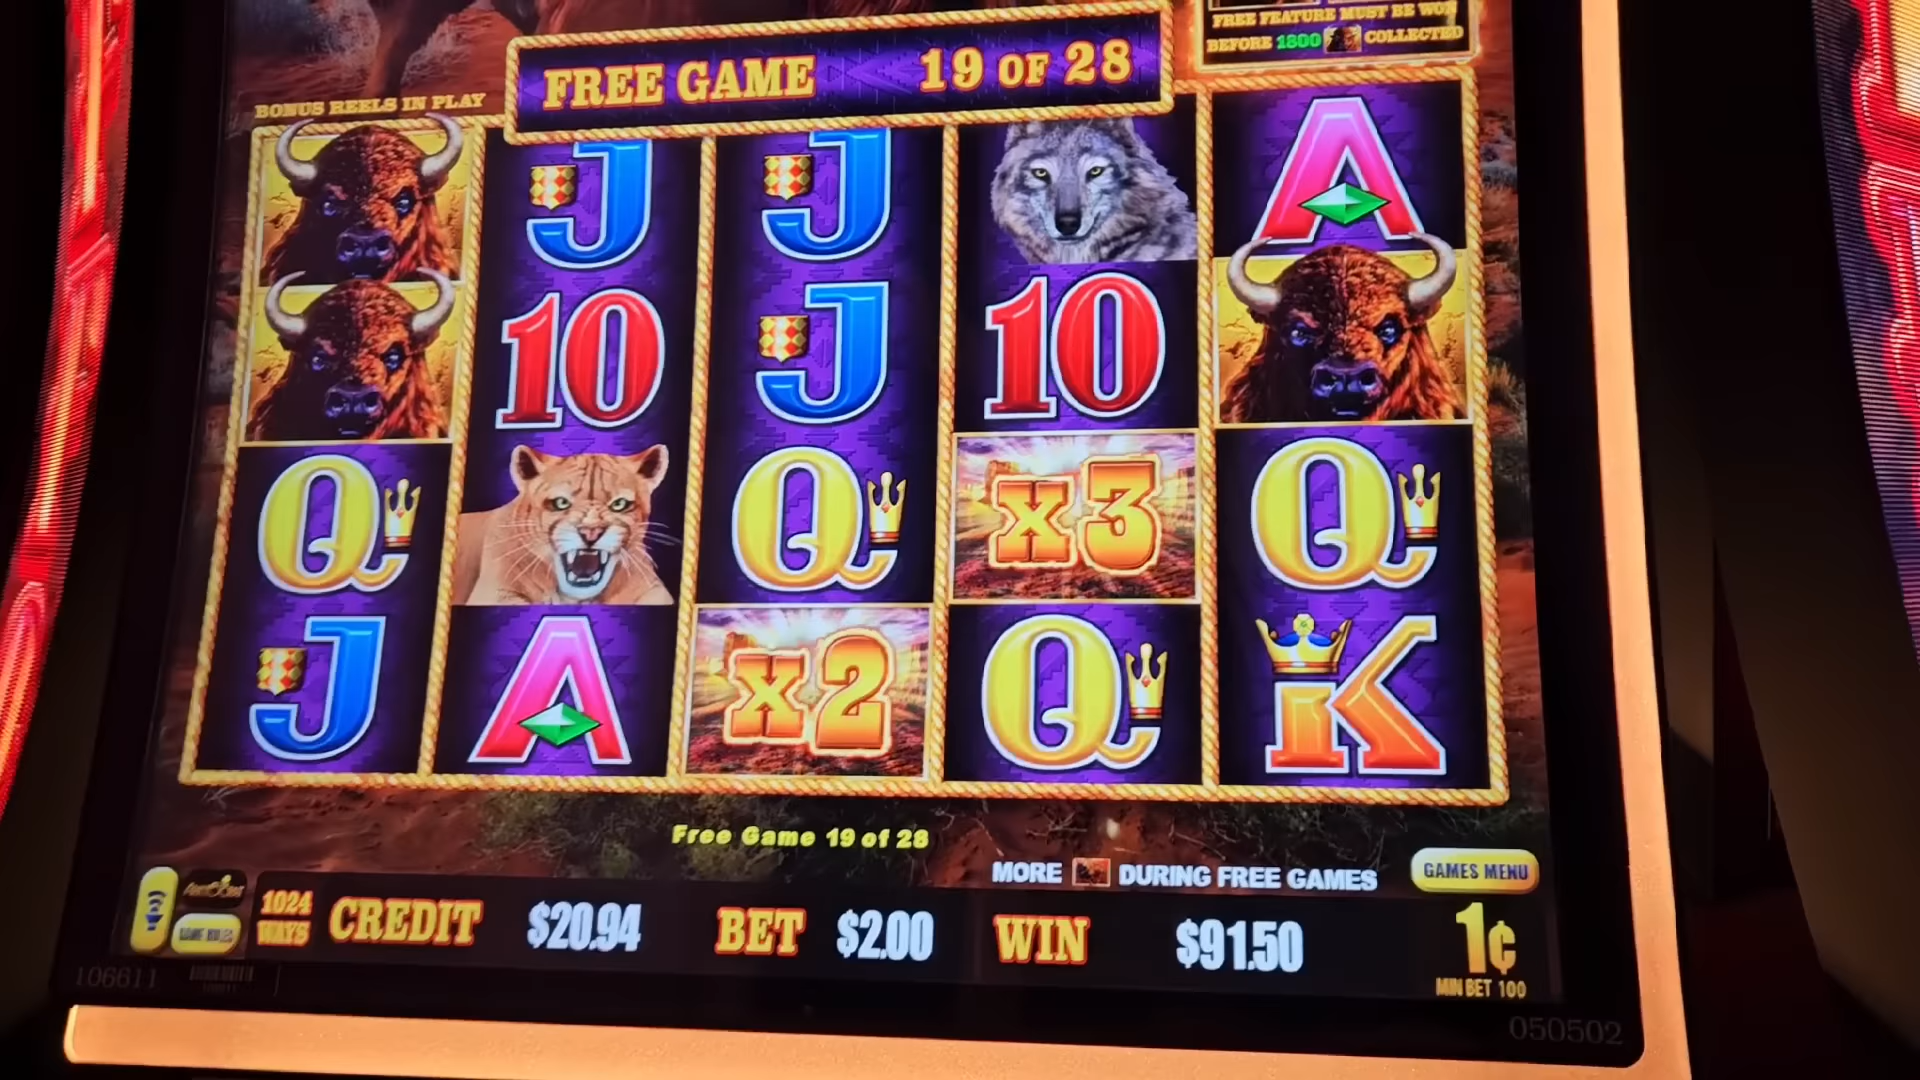 FREE FEATURE MUST BE WON
BEFORE 1800 COLLECTED
FREE GAME 19 OF 28
BONUS REELS IN PLAY
J J A
10 J 10
Q Q x3 Q
J A x2 Q K
Free Game 19 of 28
MORE DURING FREE GAMES
GAMES MENU
1024 WAYS
CREDIT $20.94 BET $2.00 WIN $91.50
1¢
MIN BET 100
GAME RULES
106611
050502